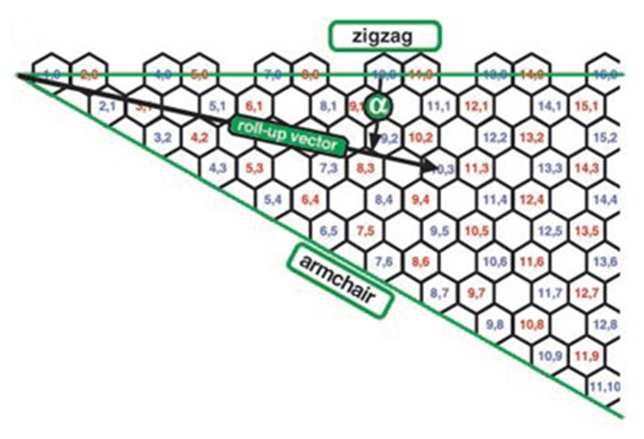 zigzag
1,0 2,0 4,0 5,0 7,0 8,0 10,0 11,0 13,0 14,0 16,0
2,1 3,1 5,1 6,1 8,1 9,1 α 11,1 12,1 14,1 15,1
roll-up vector
3,2 4,2 9,2 10,2 12,2 13,2 15,2
4,3 5,3 7,3 8,3 10,3 11,3 13,3 14,3
5,4 6,4 8,4 9,4 11,4 12,4 14,4
6,5 7,5 9,5 10,5 12,5 13,5
armchair
7,6 8,6 10,6 11,6 13,6
8,7 9,7 11,7 12,7
9,8 10,8 12,8
10,9 11,9
11,10